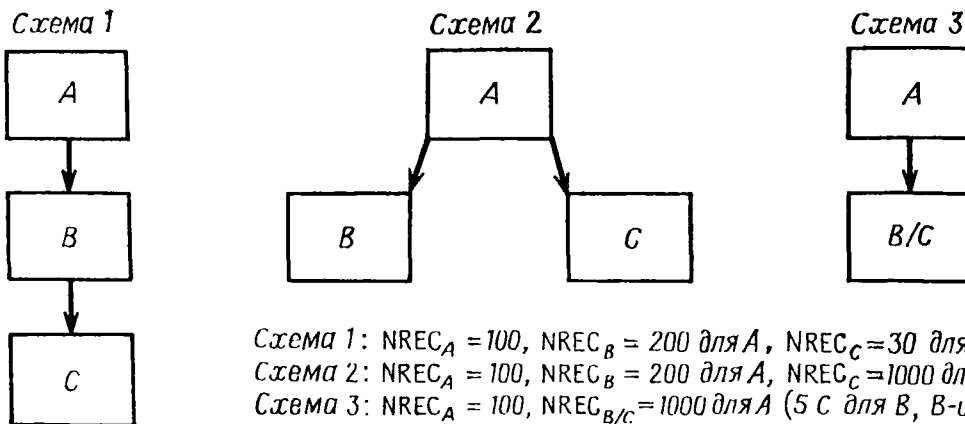 Схема 1
Схема 2
Схема 3
A
A
A
B
B
C
B/C
C
Схема 1: NREC_A = 100, NREC_B = 200 для A, NREC_C = 30 для
Схема 2: NREC_A = 100, NREC_B = 200 для A, NREC_C = 1000 дл
Схема 3: NREC_A = 100, NREC_B/C = 1000 для A (5 C для B, B-